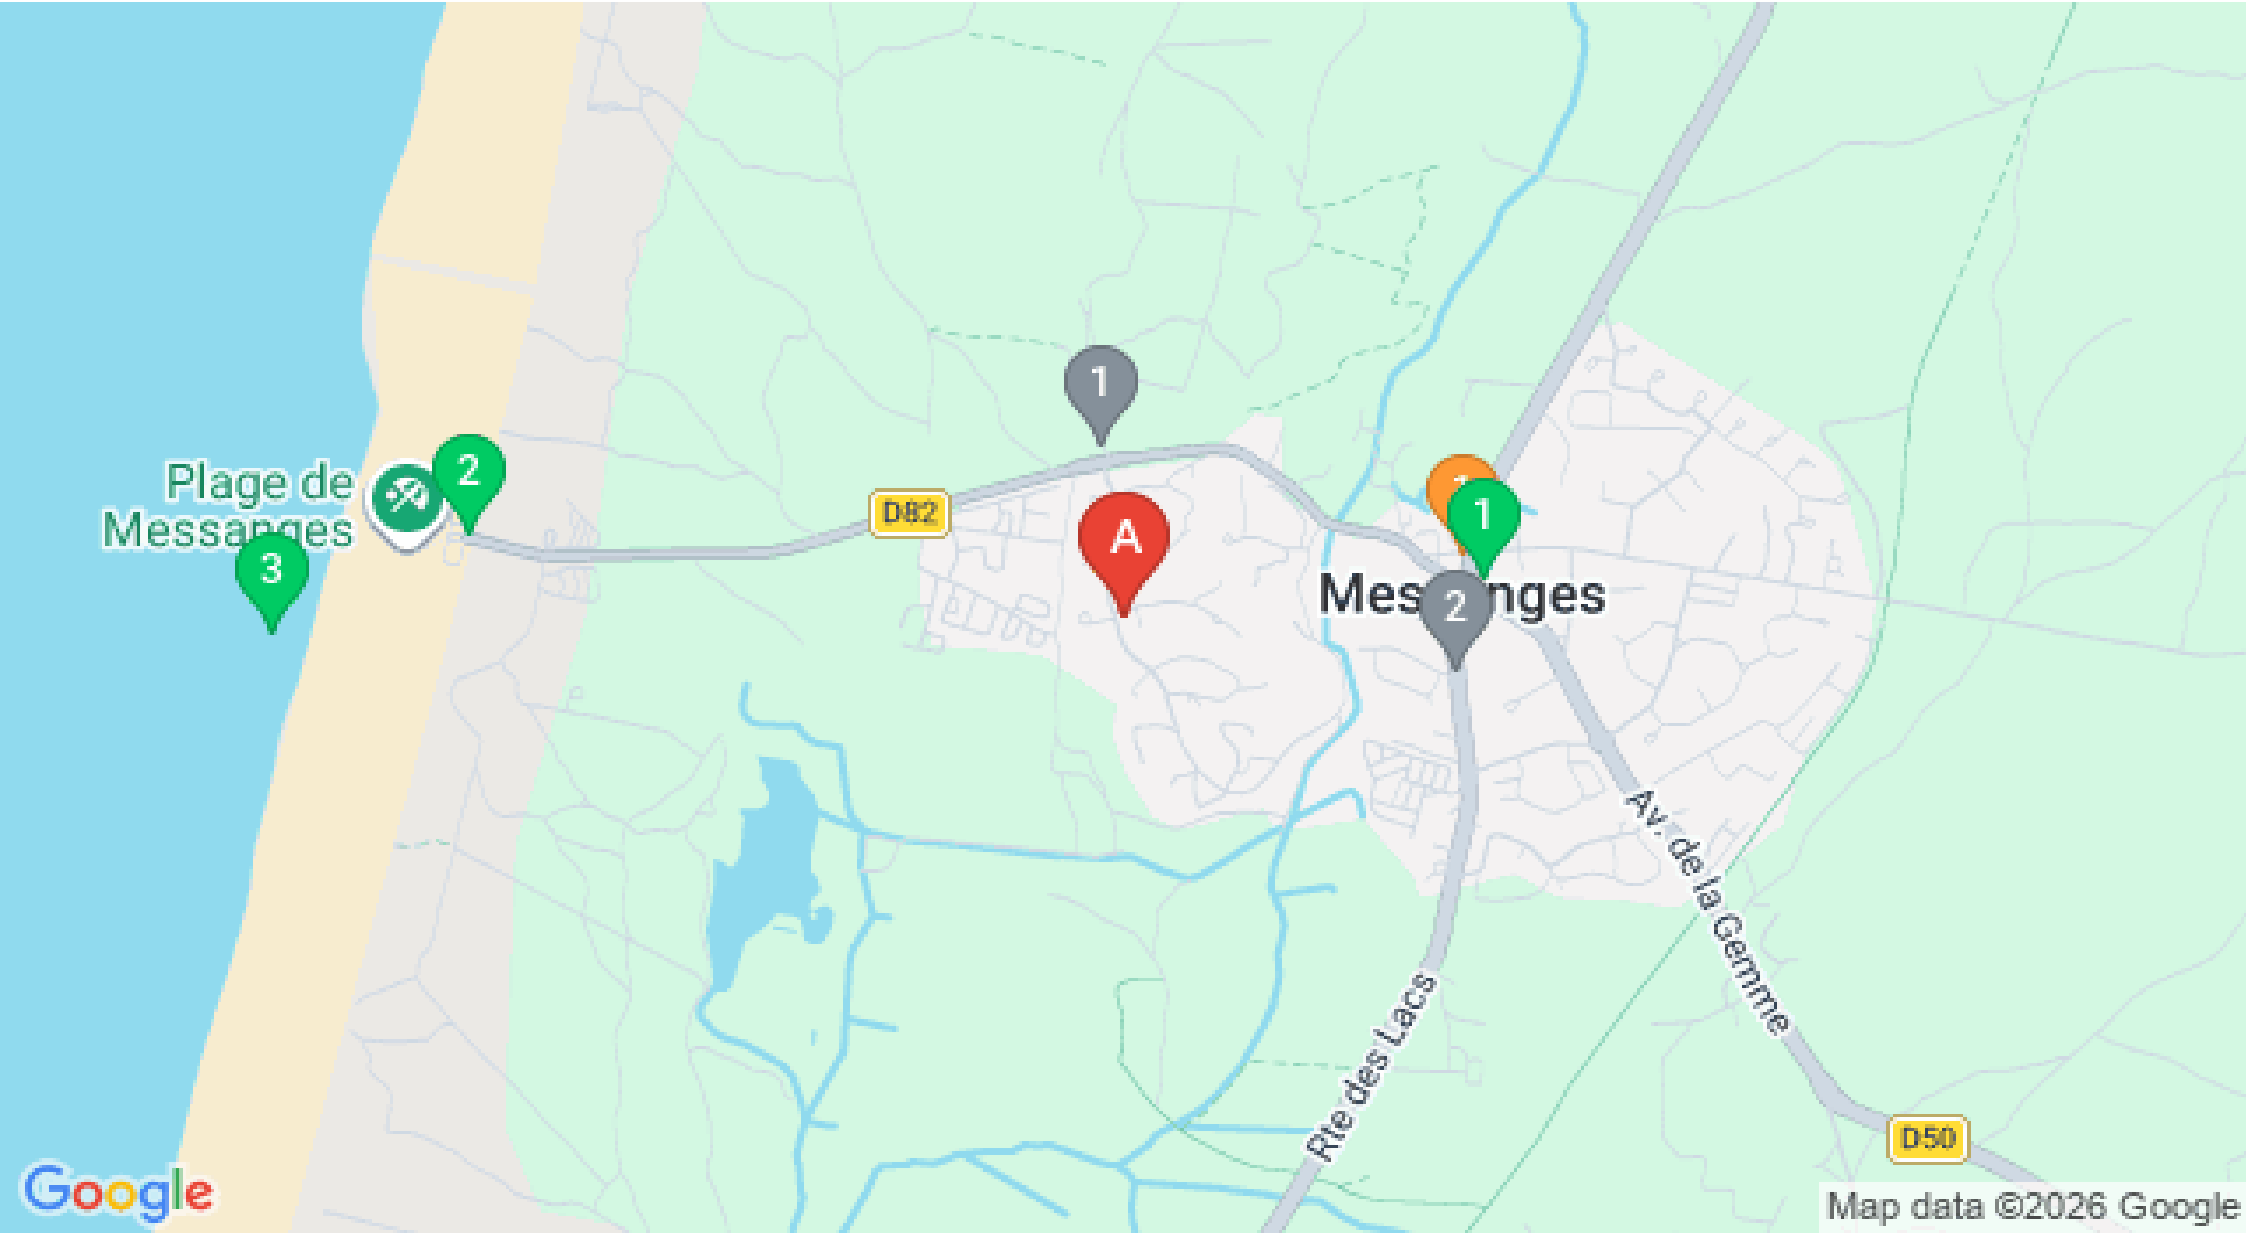 1
2
Plage de
Messanges
3
D82
A
1
1
Messanges
2
Av. de la Gemme
Rte des Lacs
D50
Google
Map data ©2026 Google